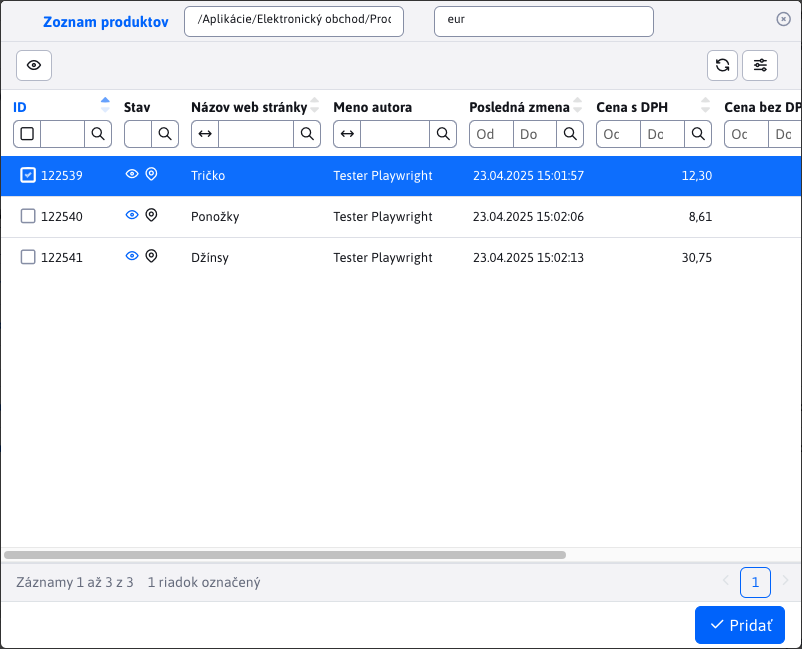 Zoznam produktov /Aplikácie/Elektronický obchod/Proc eur
ID Stav Názov web stránky Meno autora Posledná zmena Cena s DPH Cena bez DP
Od Do Oc Do Oc Do
122539 Tričko Tester Playwright 23.04.2025 15:01:57 12,30
122540 Ponožky Tester Playwright 23.04.2025 15:02:06 8,61
122541 Džínsy Tester Playwright 23.04.2025 15:02:13 30,75
Záznamy 1 až 3 z 3 1 riadok označený 1
Pridať